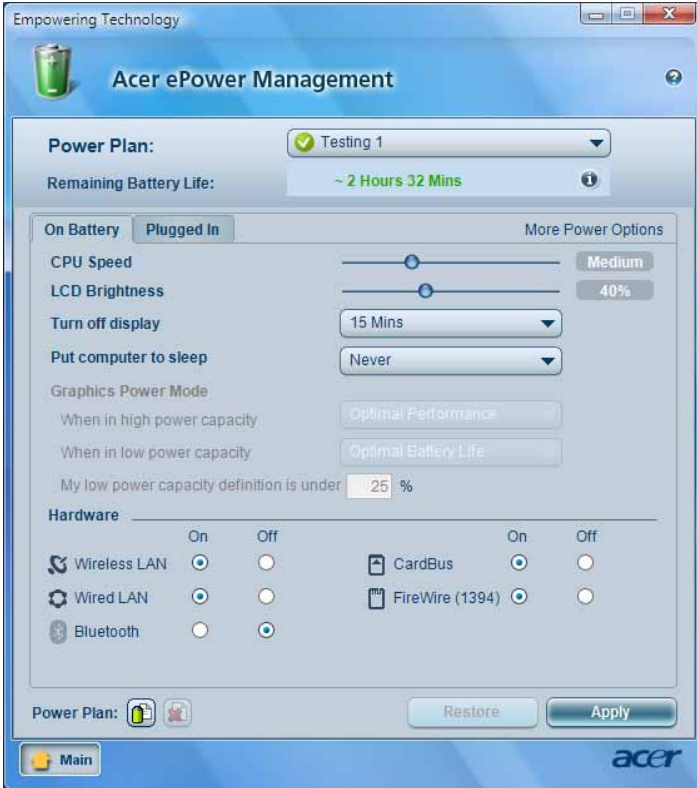 Empowering Technology
Acer ePower Management
Power Plan: Testing 1
Remaining Battery Life: ~ 2 Hours 32 Mins
On Battery Plugged In More Power Options
CPU Speed Medium
LCD Brightness 40%
Turn off display 15 Mins
Put computer to sleep Never
Graphics Power Mode
When in high power capacity Optimal Performance
When in low power capacity Optimal Battery Life
My low power capacity definition is under 25 %
Hardware
On Off On Off
Wireless LAN CardBus
Wired LAN FireWire (1394)
Bluetooth
Power Plan: Restore Apply
Main acer